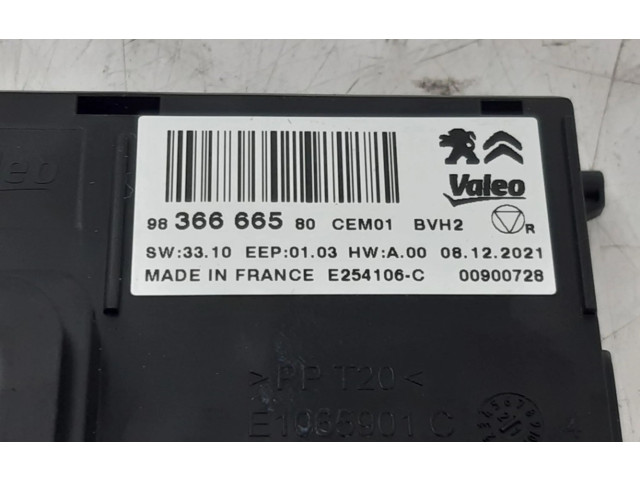 Valeo
98 366 665 80 CEM01 BVH2 R
SW:33.10 EEP:01.03 HW:A.00 08.12.2021
MADE IN FRANCE E254106-C 00900728
>PP-T20<
E1065901 C